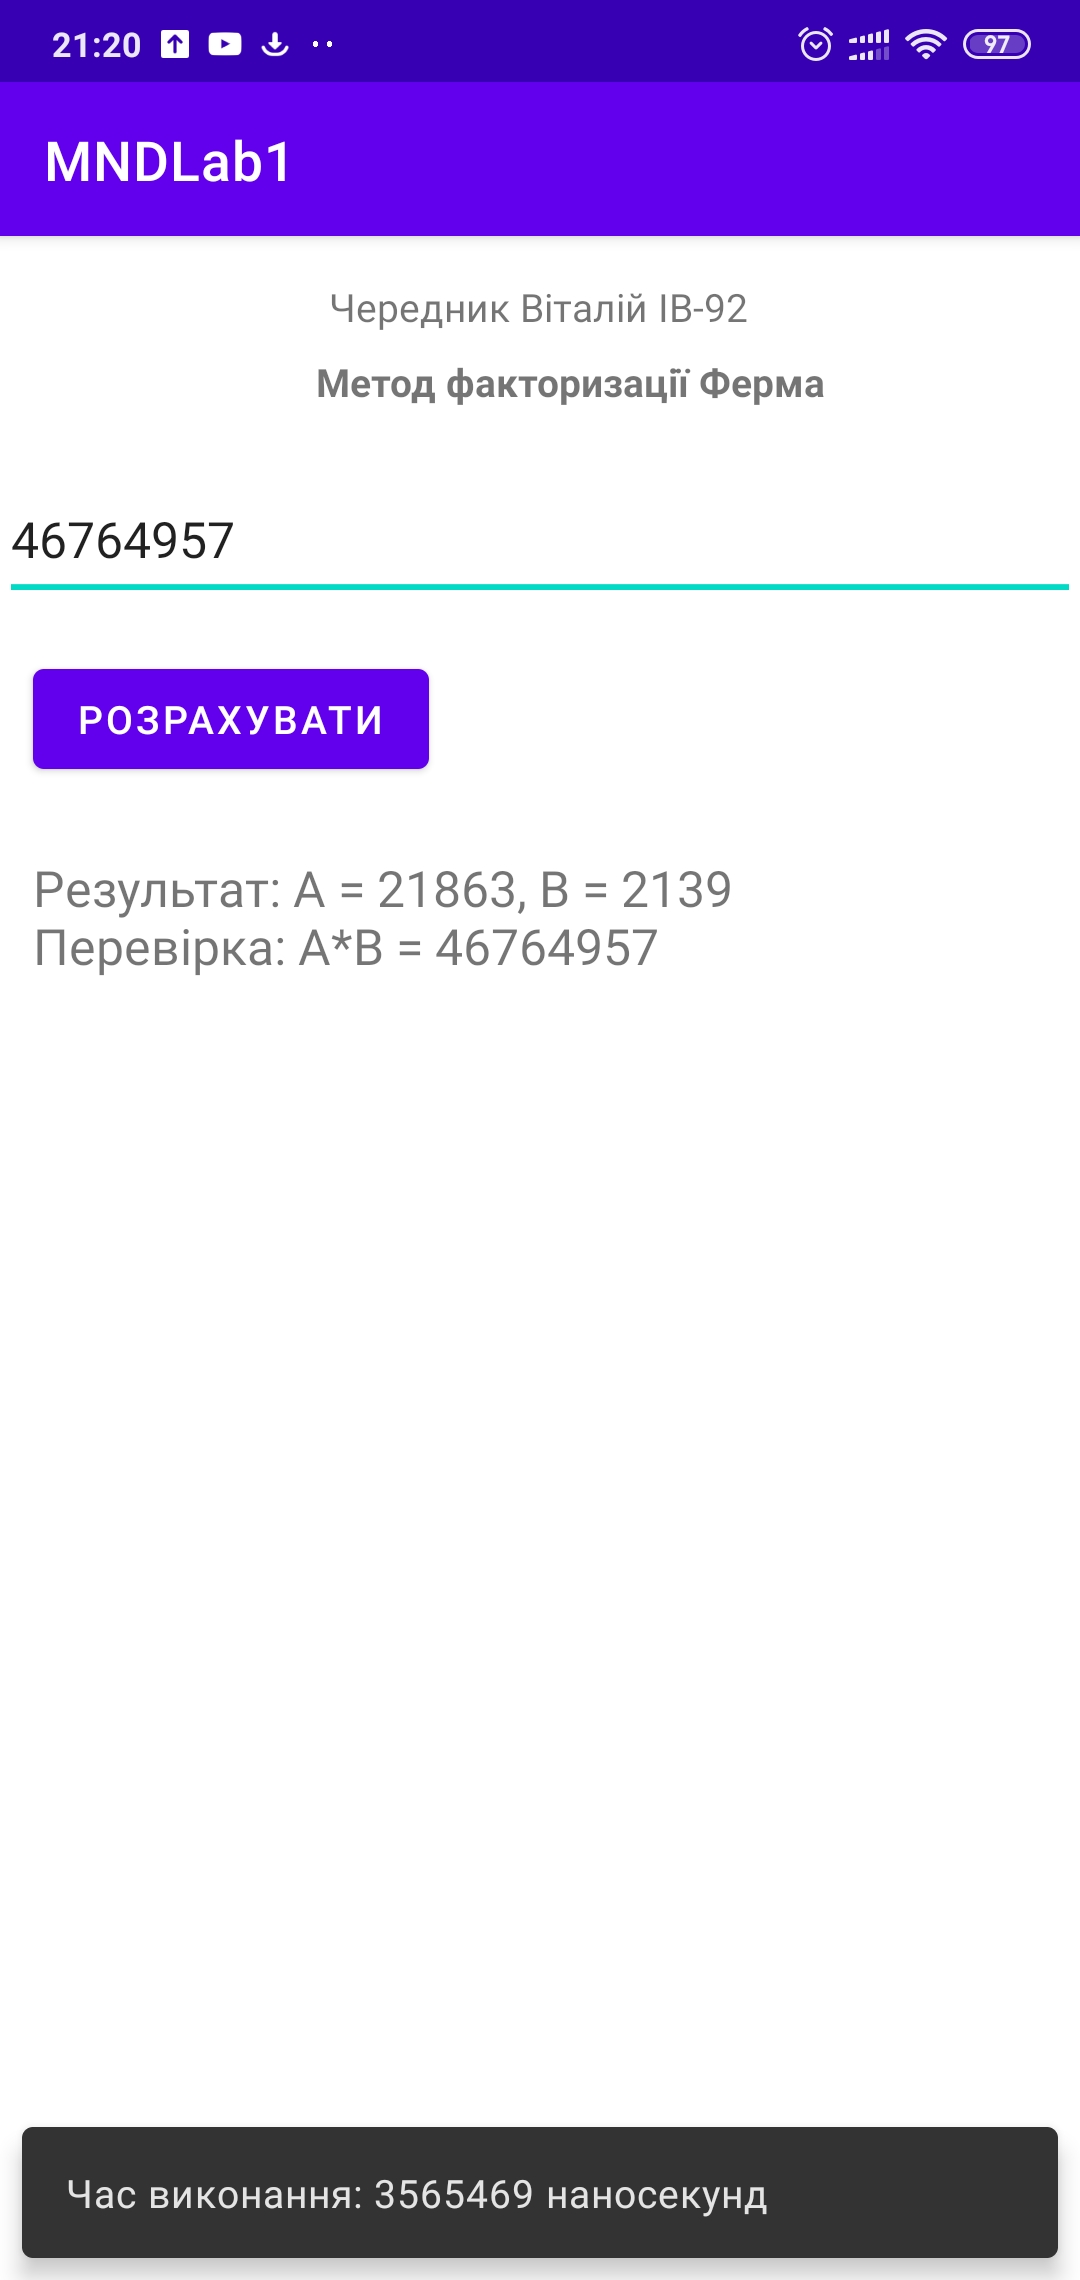 21:20
97
MNDLab1
Чередник Віталій ІВ-92
Метод факторизації Ферма
46764957
РОЗРАХУВАТИ
Результат: A = 21863, B = 2139
Перевірка: A*B = 46764957
Час виконання: 3565469 наносекунд